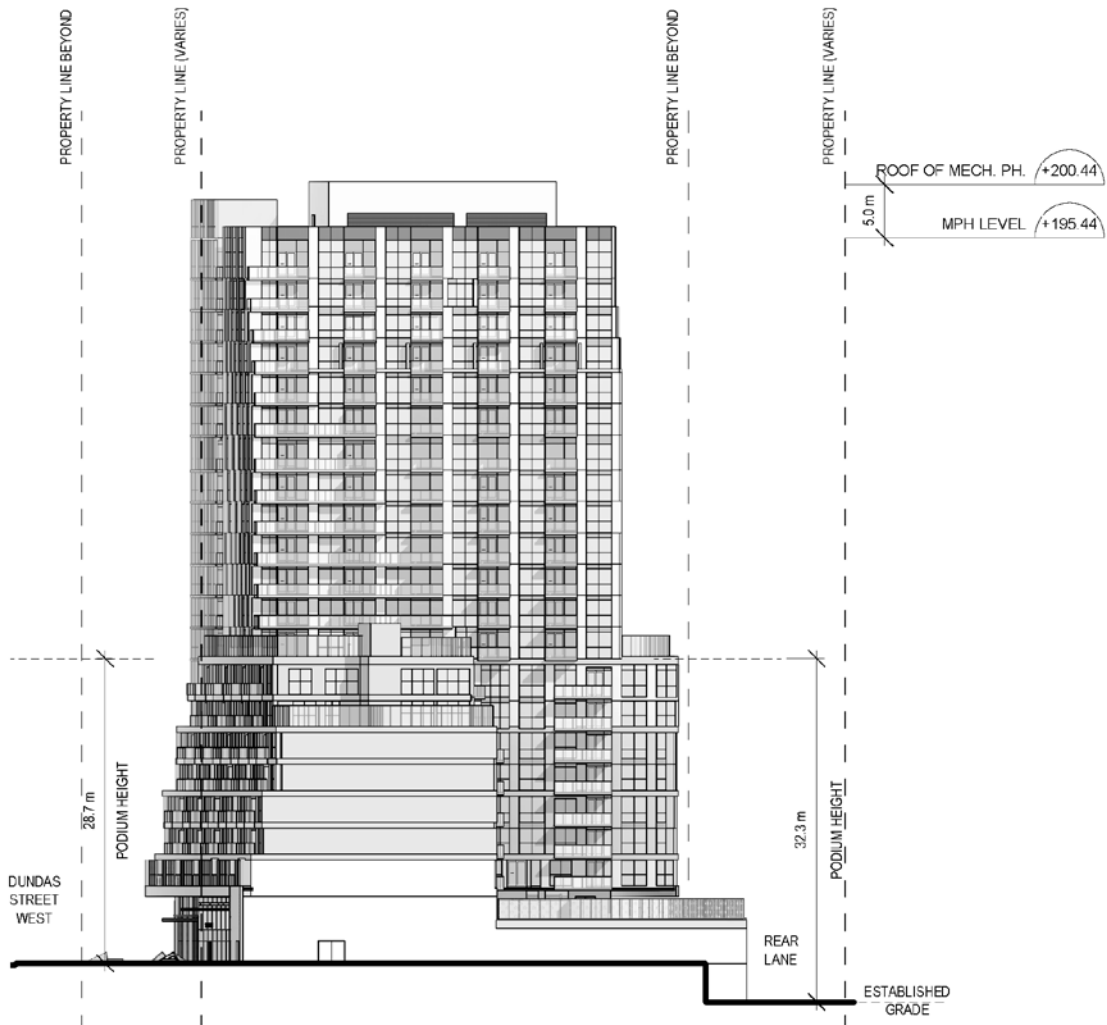 PROPERTY LINE BEYOND
PROPERTY LINE (VARIES)
PROPERTY LINE BEYOND
PROPERTY LINE (VARIES)
ROOF OF MECH. PH. +200.44
5.0 m
MPH LEVEL +195.44
28.7 m
PODIUM HEIGHT
32.3 m
PODIUM HEIGHT
DUNDAS
STREET
WEST
REAR
LANE
ESTABLISHED
GRADE